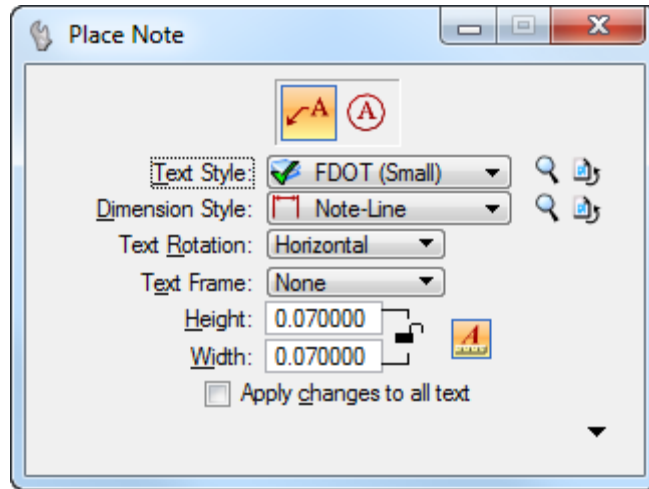 Place Note
A A
Text Style: FDOT (Small)
Dimension Style: Note-Line
Text Rotation: Horizontal
Text Frame: None
Height: 0.070000
Width: 0.070000
A
Apply changes to all text